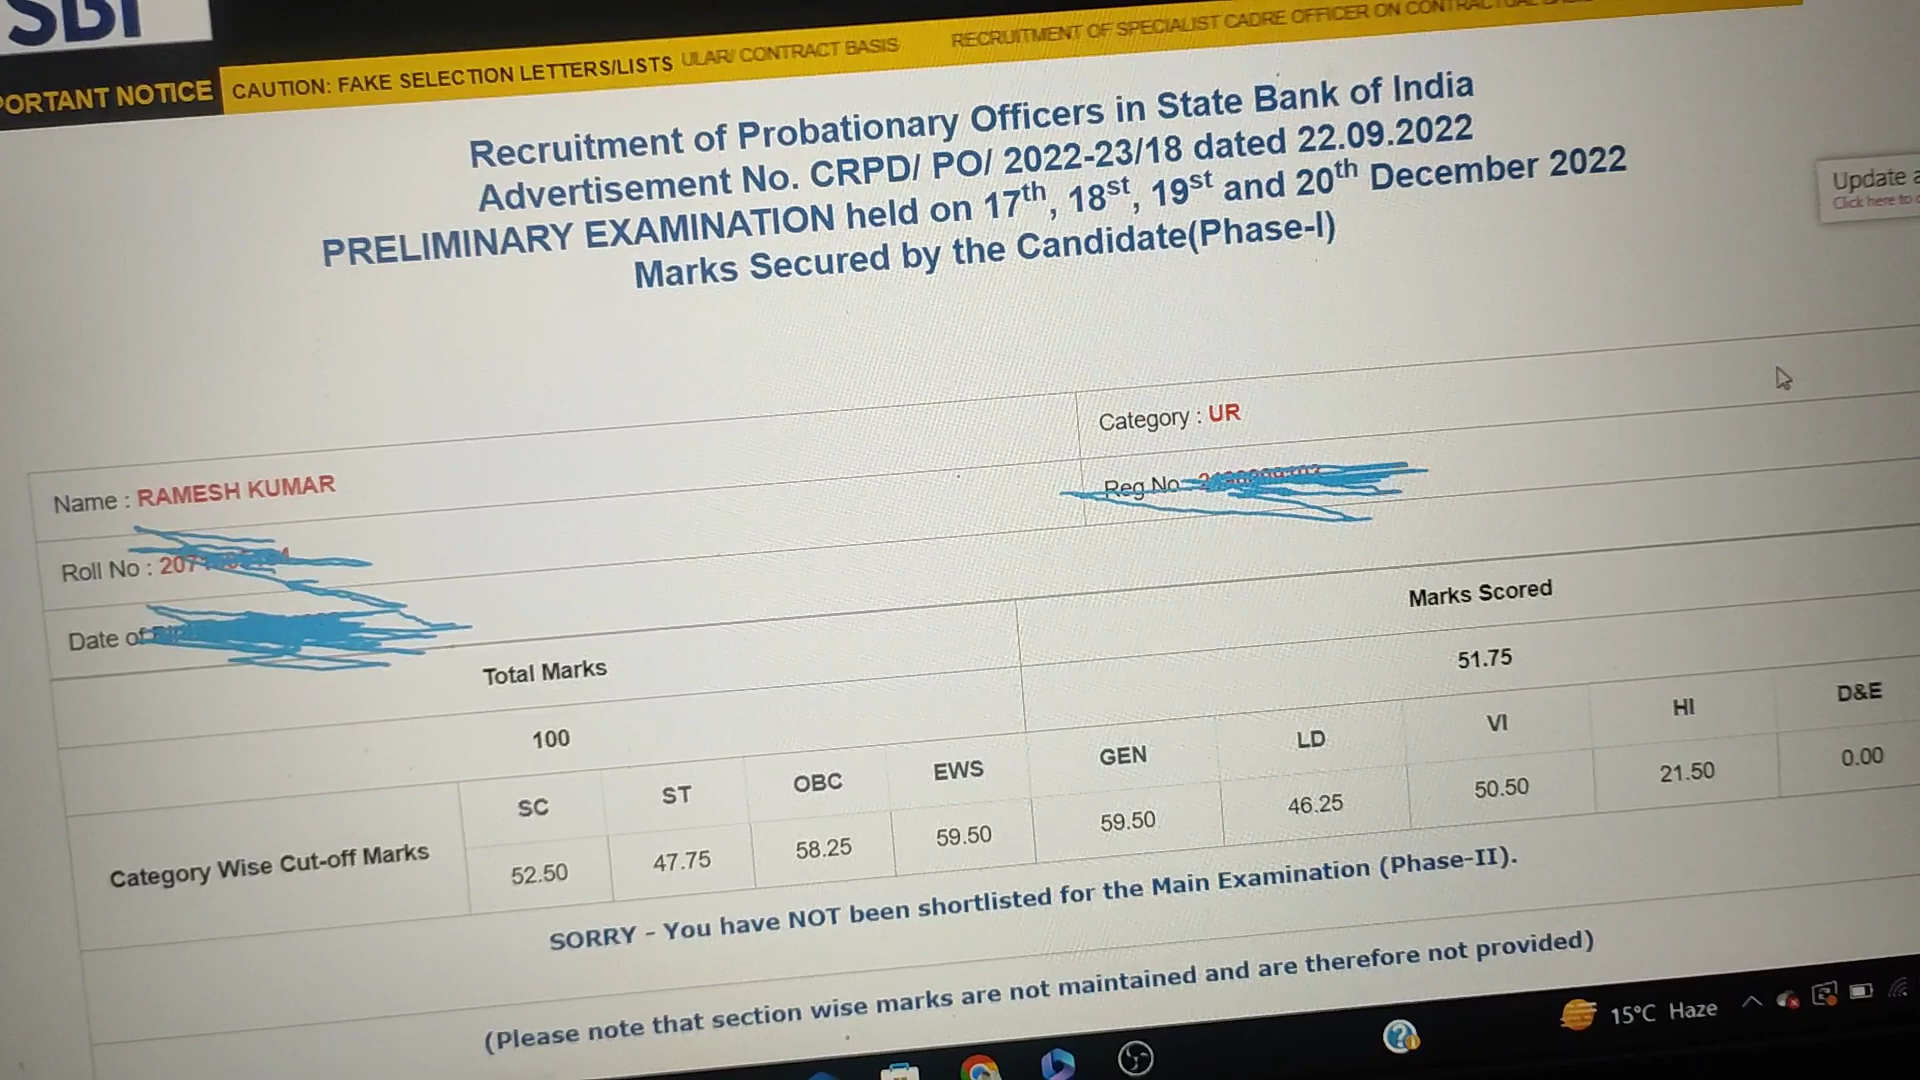 SBI
PORTANT NOTICE
CAUTION: FAKE SELECTION LETTERS/LISTS
ULAR/ CONTRACT BASIS
RECRUITMENT OF SPECIALIST CADRE OFFICER ON CONTRACTUAL
Recruitment of Probationary Officers in State Bank of India
Advertisement No. CRPD/ PO/ 2022-23/18 dated 22.09.2022
PRELIMINARY EXAMINATION held on 17th, 18st, 19st and 20th December 2022
Marks Secured by the Candidate(Phase-I)
Update a
Click here to
Name : RAMESH KUMAR
Category : UR
Roll No : 207
Reg No
Date of
Total Marks
Marks Scored
100
51.75
Category Wise Cut-off Marks
SC ST OBC EWS GEN LD VI HI D&E
52.50 47.75 58.25 59.50 59.50 46.25 50.50 21.50 0.00
SORRY - You have NOT been shortlisted for the Main Examination (Phase-II).
(Please note that section wise marks are not maintained and are therefore not provided)
15°C Haze